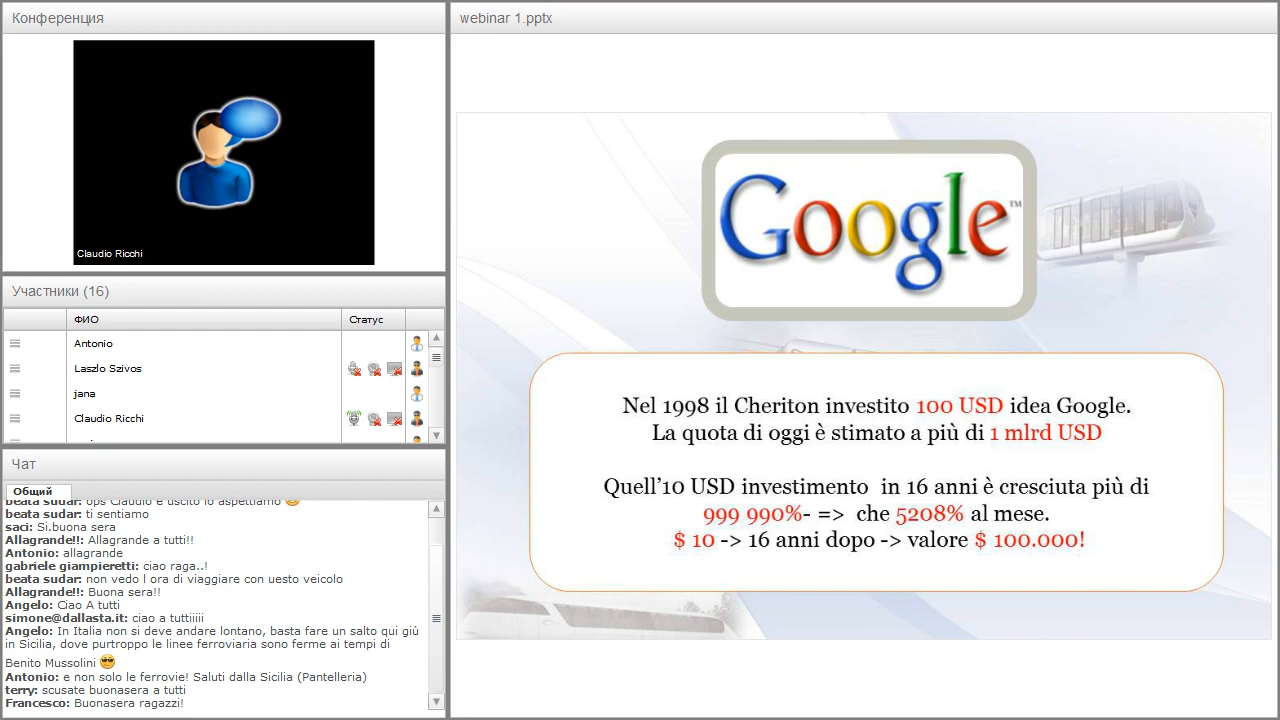 Конференция
Claudio Ricchi
Участники (16)
ФИО Статус
Antonio
Laszlo Szivos
jana
Claudio Ricchi
Чат
Общий
beata sudar: ops Claudio è uscito lo aspettiamo
beata sudar: ti sentiamo
saci: Si.buona sera
Allagrande!!: Allagrande a tutti!!
Antonio: allagrande
gabriele giampieretti: ciao raga..!
beata sudar: non vedo l ora di viaggiare con uesto veicolo
Allagrande!!: Buona sera!!
Angelo: Ciao A tutti
simone@dallasta.it: ciao a tuttiiiii
Angelo: In Italia non si deve andare lontano, basta fare un salto qui giù
in Sicilia, dove purtroppo le linee ferroviaria sono ferme ai tempi di
Benito Mussolini
Antonio: e non solo le ferrovie! Saluti dalla Sicilia (Pantelleria)
terry: scusate buonasera a tutti
Francesco: Buonasera ragazzi!
webinar 1.pptx
Google™
Nel 1998 il Cheriton investito 100 USD idea Google.
La quota di oggi è stimato a più di 1 mlrd USD
Quell'10 USD investimento in 16 anni è cresciuta più di
999 990%- => che 5208% al mese.
$ 10 -> 16 anni dopo -> valore $ 100.000!